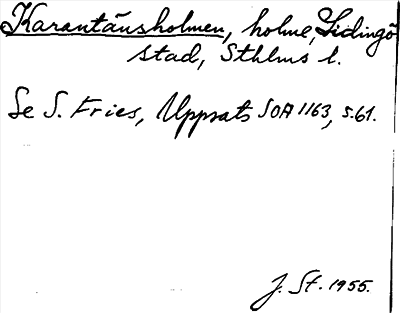 Karantänsholmen, holme, Lidingö
stad, Sthlms l.
Se S. Fries, Uppsats SOA 1163, s.61.
J. St. 1955.